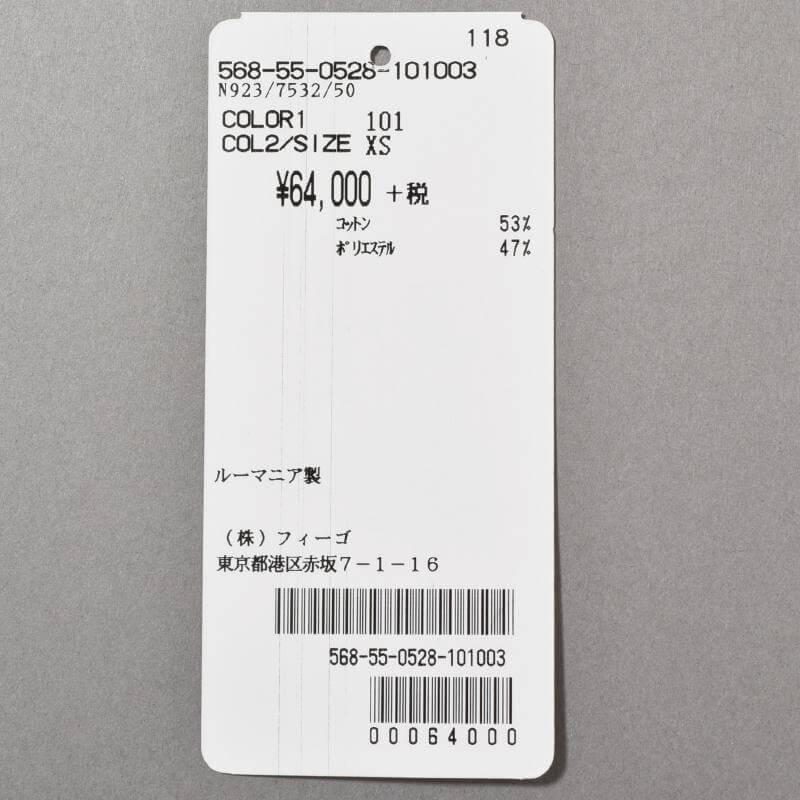 118
568-55-0528-101003
N923/7532/50
COLOR1 101
COL2/SIZE XS
¥64,000 +税
コットン 53%
ポリエステル 47%
ルーマニア製
(株)フィーゴ
東京都港区赤坂7-1-16
568-55-0528-101003
00064000